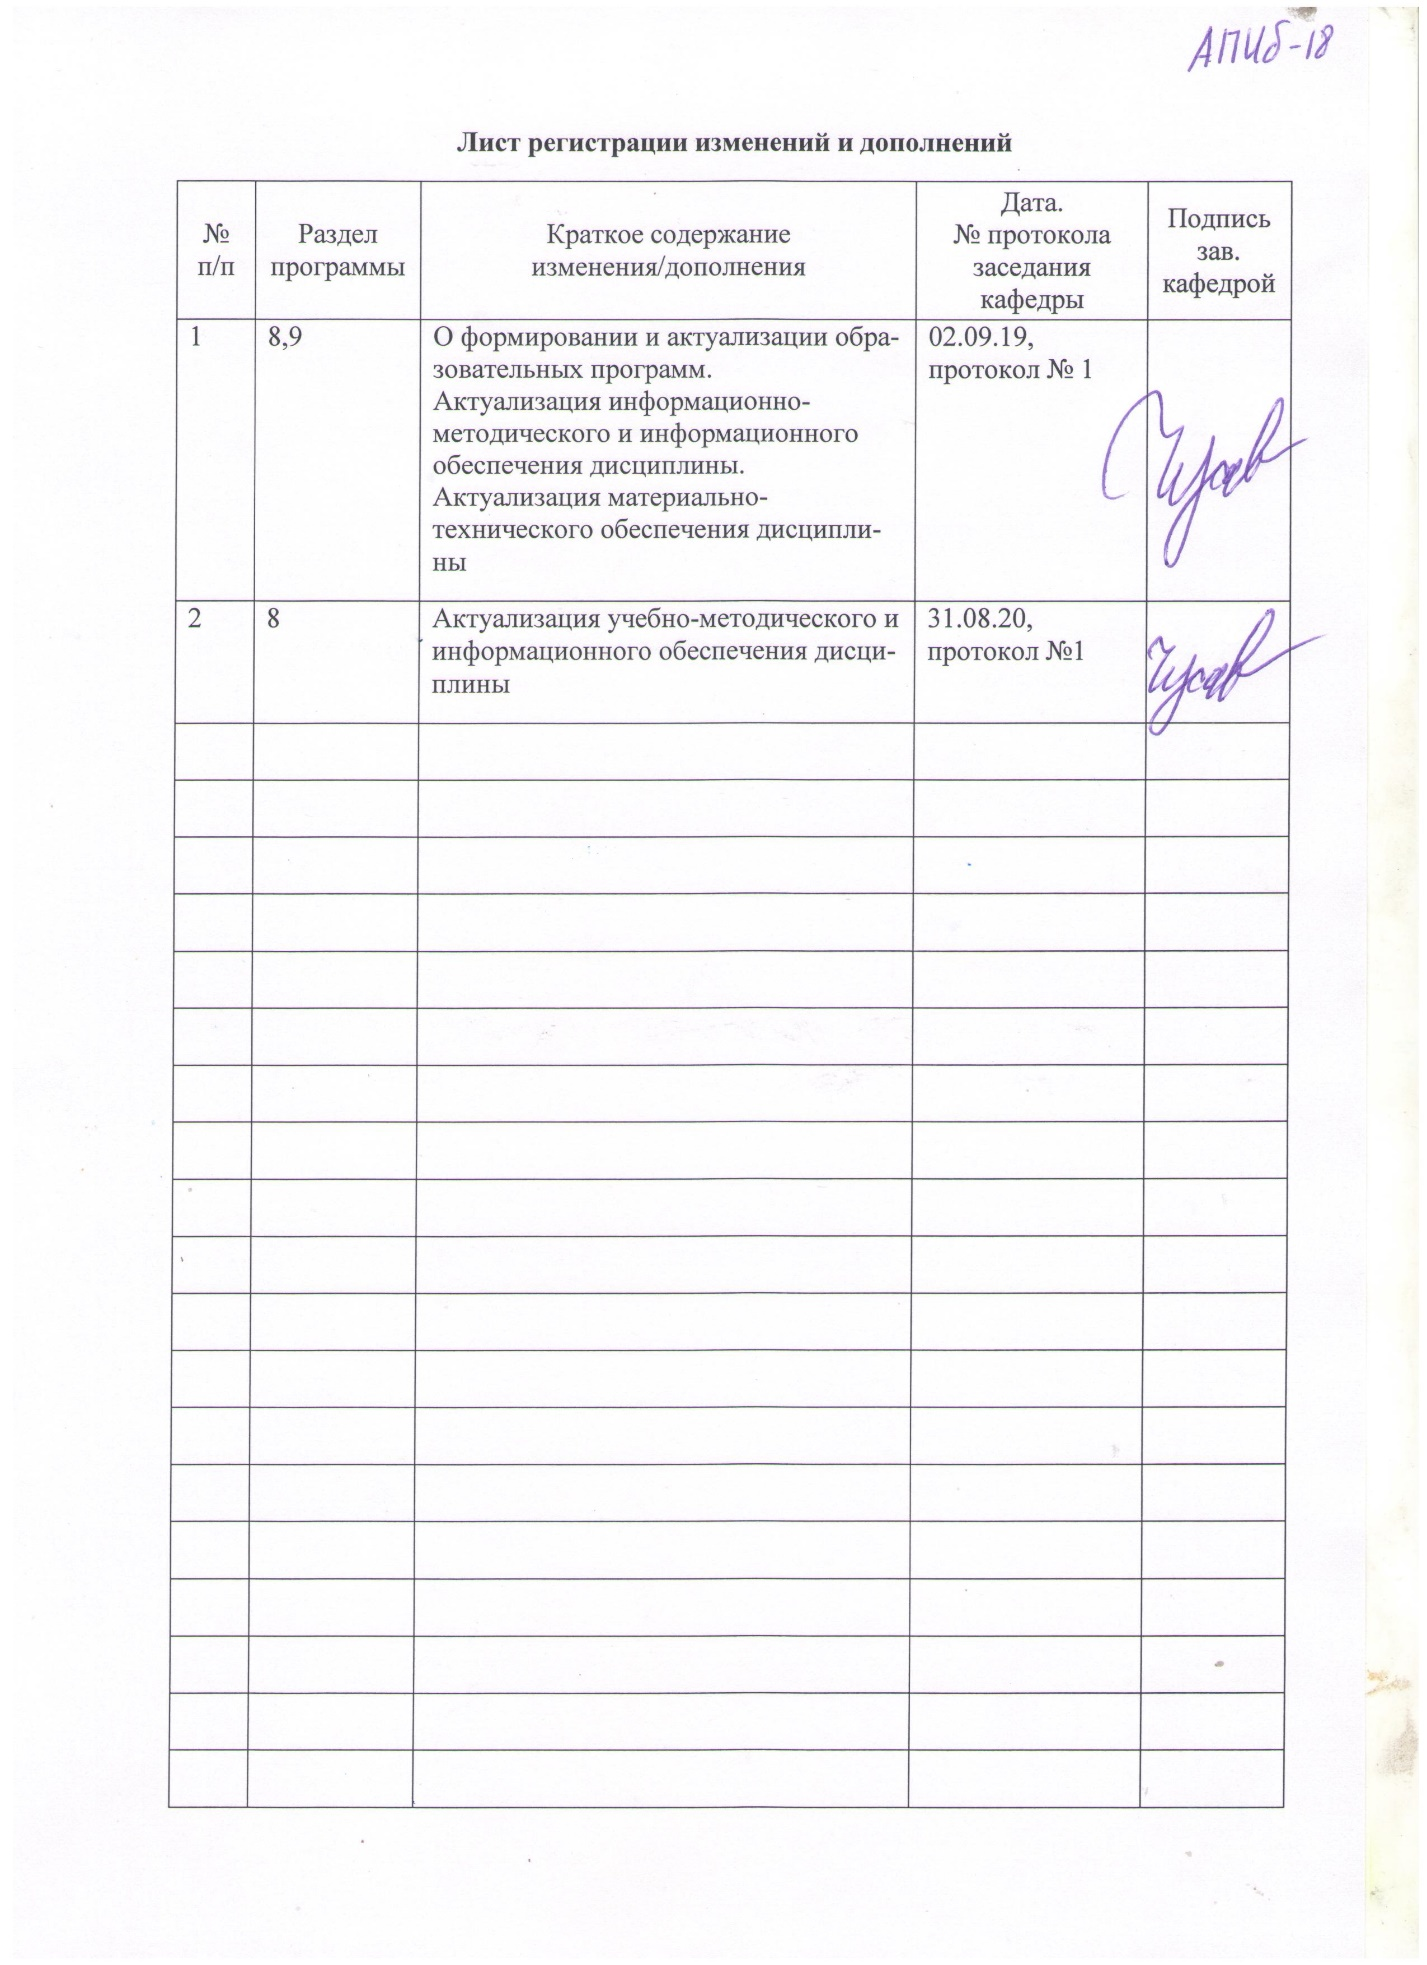 АПИб-18
Лист регистрации изменений и дополнений
№
п/п
Раздел
программы
Краткое содержание
изменения/дополнения
Дата.
№ протокола
заседания
кафедры
Подпись
зав.
кафедрой
1
8,9
О формировании и актуализации обра-
зовательных программ.
Актуализация информационно-
методического и информационного
обеспечения дисциплины.
Актуализация материально-
технического обеспечения дисципли-
ны
02.09.19,
протокол № 1
2
8
Актуализация учебно-методического и
информационного обеспечения дисци-
плины
31.08.20,
протокол №1